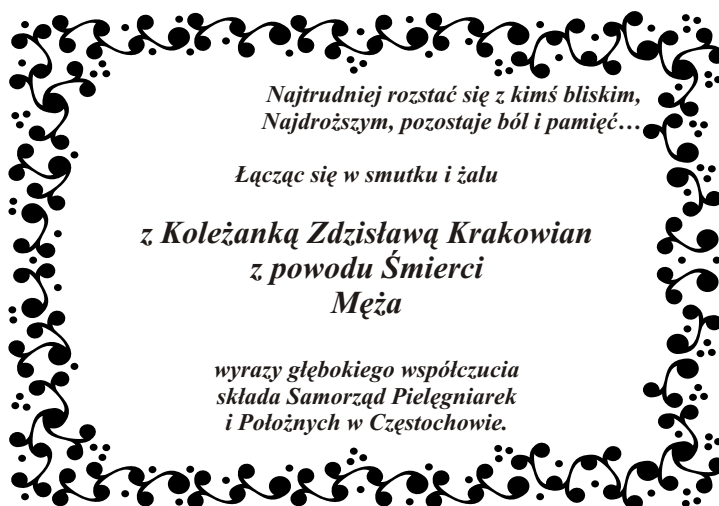 Najtrudniej rozstać się z kimś bliskim,
Najdroższym, pozostaje ból i pamięć…
Łącząc się w smutku i żalu
z Koleżanką Zdzisławą Krakowian
z powodu Śmierci
Męża
wyrazy głębokiego współczucia
składa Samorząd Pielęgniarek
i Położnych w Częstochowie.